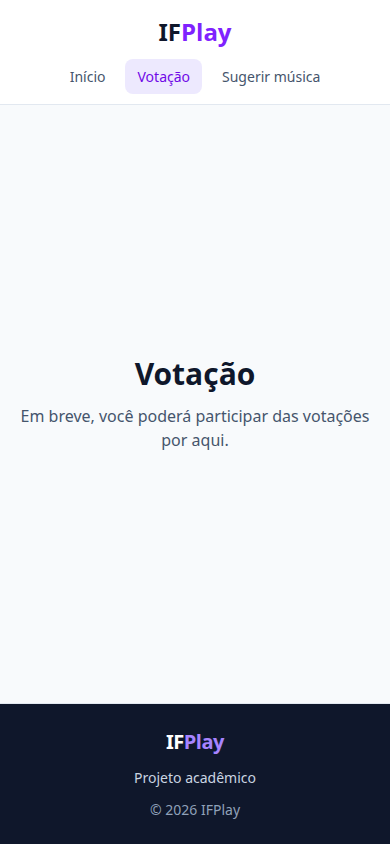 IFPlay
Início Votação Sugerir música
Votação
Em breve, você poderá participar das votações
por aqui.
IFPlay
Projeto acadêmico
© 2026 IFPlay